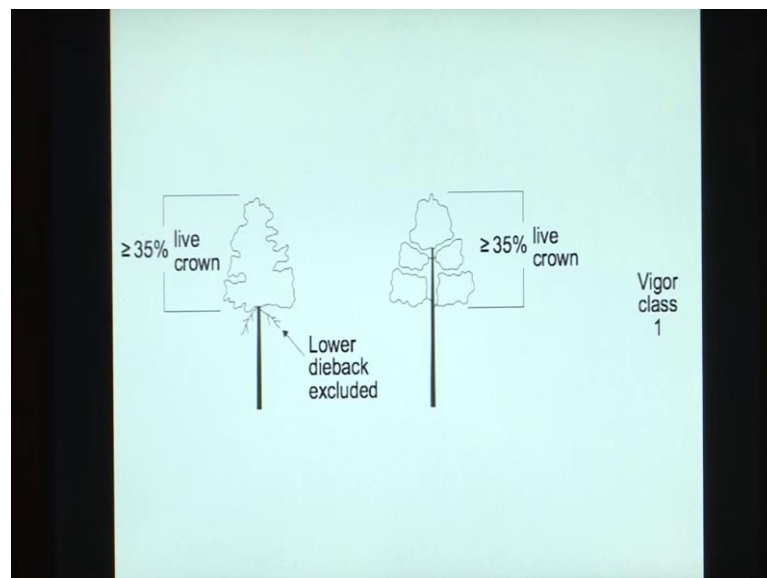 ≥35% live
crown
≥35% live
crown
Lower
dieback
excluded
Vigor
class
1